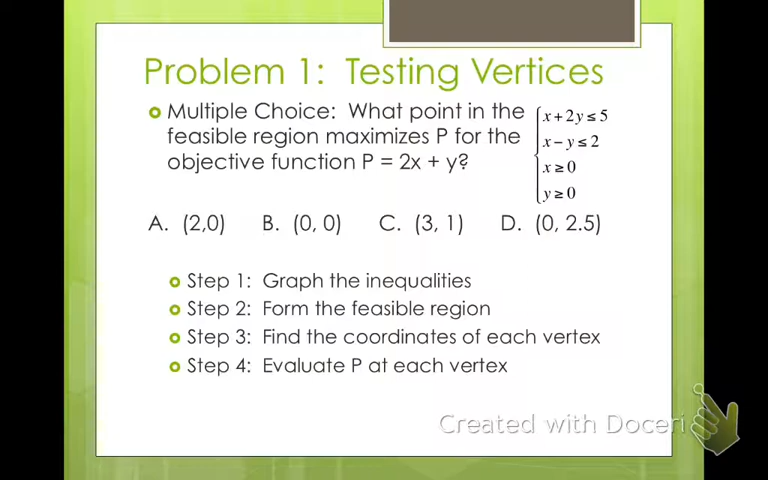 Problem 1: Testing Vertices
Multiple Choice: What point in the
feasible region maximizes P for the
objective function P = 2x + y?
x + 2y ≤ 5
x − y ≤ 2
x ≥ 0
y ≥ 0
A. (2,0) B. (0, 0) C. (3, 1) D. (0, 2.5)
Step 1: Graph the inequalities
Step 2: Form the feasible region
Step 3: Find the coordinates of each vertex
Step 4: Evaluate P at each vertex
Created with Doceri